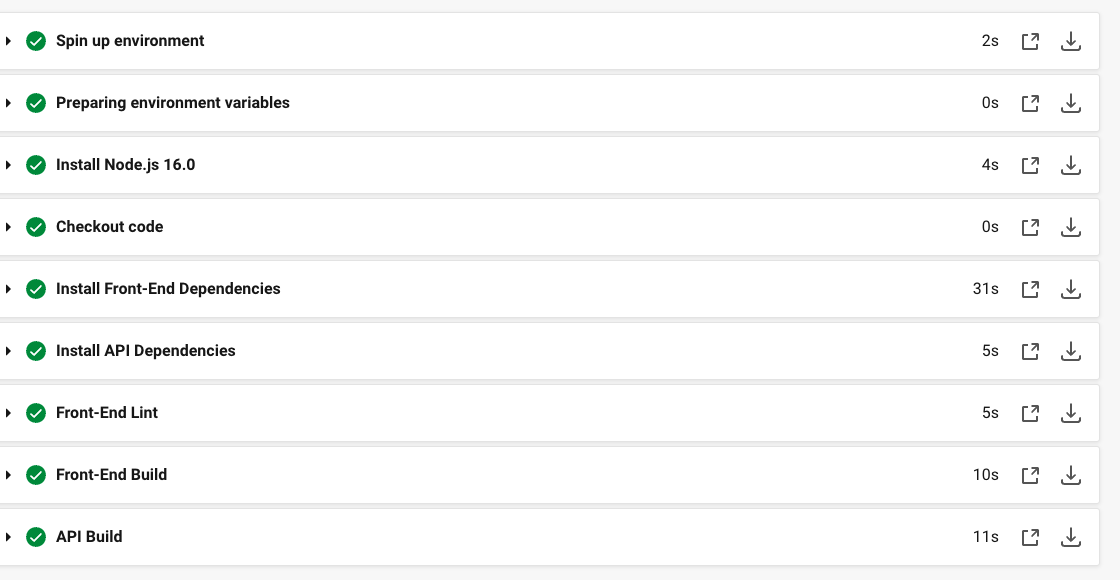 Spin up environment 2s
Preparing environment variables 0s
Install Node.js 16.0 4s
Checkout code 0s
Install Front-End Dependencies 31s
Install API Dependencies 5s
Front-End Lint 5s
Front-End Build 10s
API Build 11s